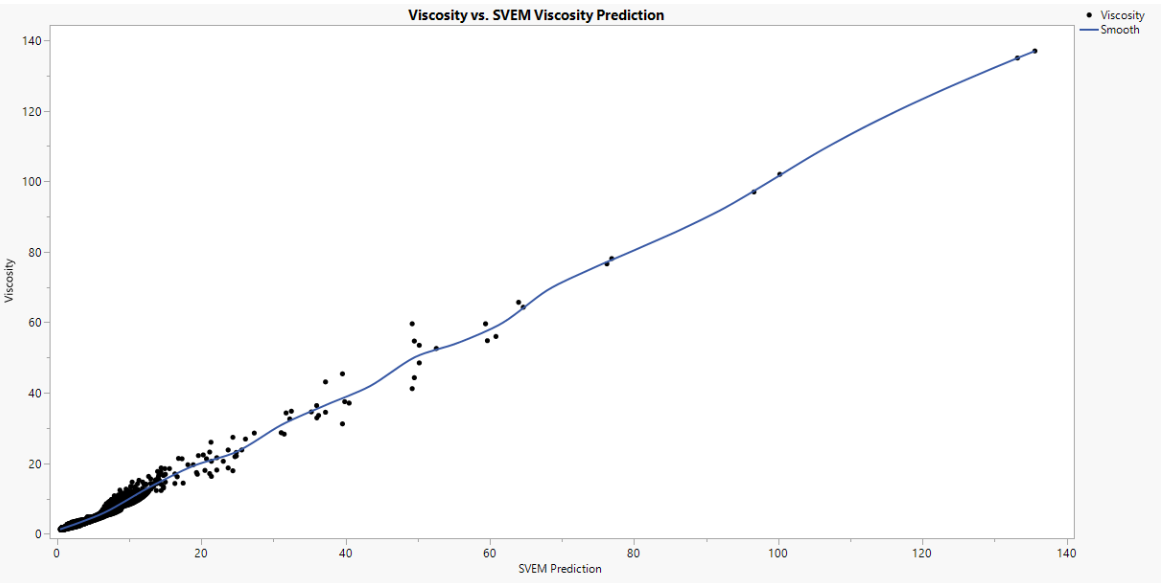 Viscosity vs. SVEM Viscosity Prediction
Viscosity
Smooth
140
120
100
80
60
40
20
0
Viscosity
0 20 40 60 80 100 120 140
SVEM Prediction